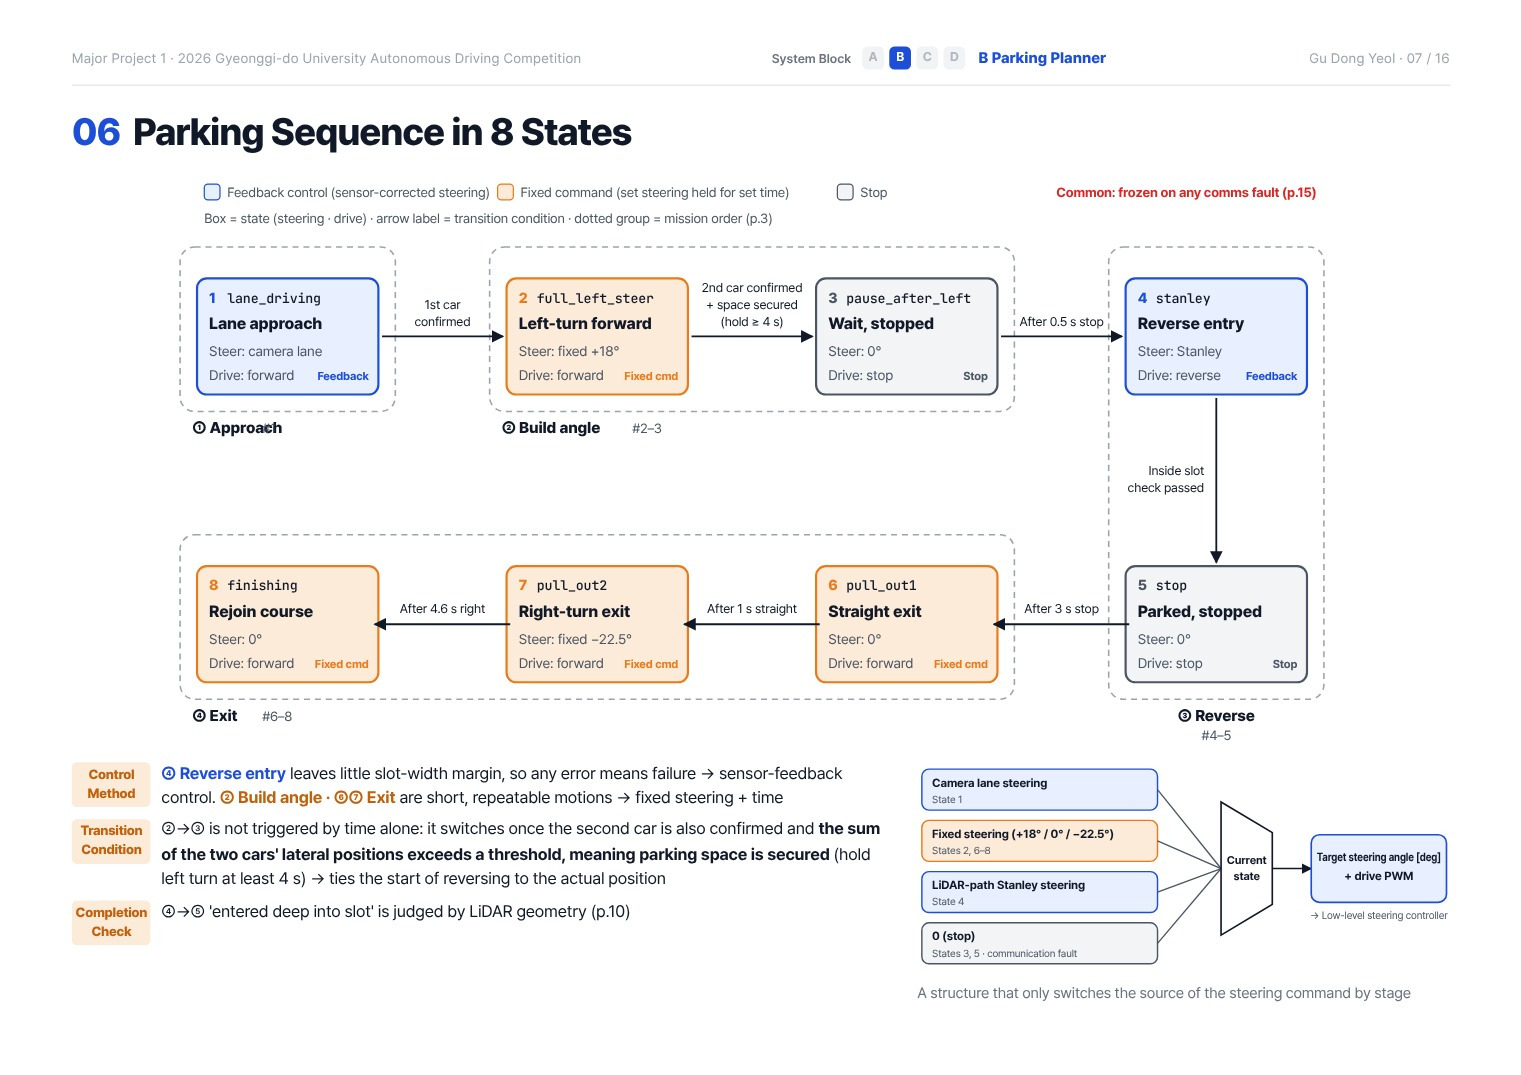 Major Project 1 · 2026 Gyeonggi-do University Autonomous Driving Competition
System Block A B C D B Parking Planner
Gu Dong Yeol · 07 / 16
06 Parking Sequence in 8 States
Feedback control (sensor-corrected steering)
Fixed command (set steering held for set time)
Stop
Common: frozen on any comms fault (p.15)
Box = state (steering · drive) · arrow label = transition condition · dotted group = mission order (p.3)
1 lane_driving
Lane approach
Steer: camera lane
Drive: forward Feedback
1st car
confirmed
2 full_left_steer
Left-turn forward
Steer: fixed +18°
Drive: forward Fixed cmd
2nd car confirmed
+ space secured
(hold ≥ 4 s)
3 pause_after_left
Wait, stopped
Steer: 0°
Drive: stop Stop
After 0.5 s stop
4 stanley
Reverse entry
Steer: Stanley
Drive: reverse Feedback
① Approach
② Build angle #2–3
Inside slot
check passed
8 finishing
Rejoin course
Steer: 0°
Drive: forward Fixed cmd
After 4.6 s right
7 pull_out2
Right-turn exit
Steer: fixed −22.5°
Drive: forward Fixed cmd
After 1 s straight
6 pull_out1
Straight exit
Steer: 0°
Drive: forward Fixed cmd
After 3 s stop
5 stop
Parked, stopped
Steer: 0°
Drive: stop Stop
④ Exit #6–8
③ Reverse
#4–5
Control
Method
④ Reverse entry leaves little slot-width margin, so any error means failure → sensor-feedback
control. ② Build angle · ⑥⑦ Exit are short, repeatable motions → fixed steering + time
Transition
Condition
②→③ is not triggered by time alone: it switches once the second car is also confirmed and the sum
of the two cars' lateral positions exceeds a threshold, meaning parking space is secured (hold
left turn at least 4 s) → ties the start of reversing to the actual position
Completion
Check
④→⑤ 'entered deep into slot' is judged by LiDAR geometry (p.10)
Camera lane steering
State 1
Fixed steering (+18° / 0° / −22.5°)
States 2, 6–8
LiDAR-path Stanley steering
State 4
0 (stop)
States 3, 5 · communication fault
Current
state
Target steering angle [deg]
+ drive PWM
→ Low-level steering controller
A structure that only switches the source of the steering command by stage